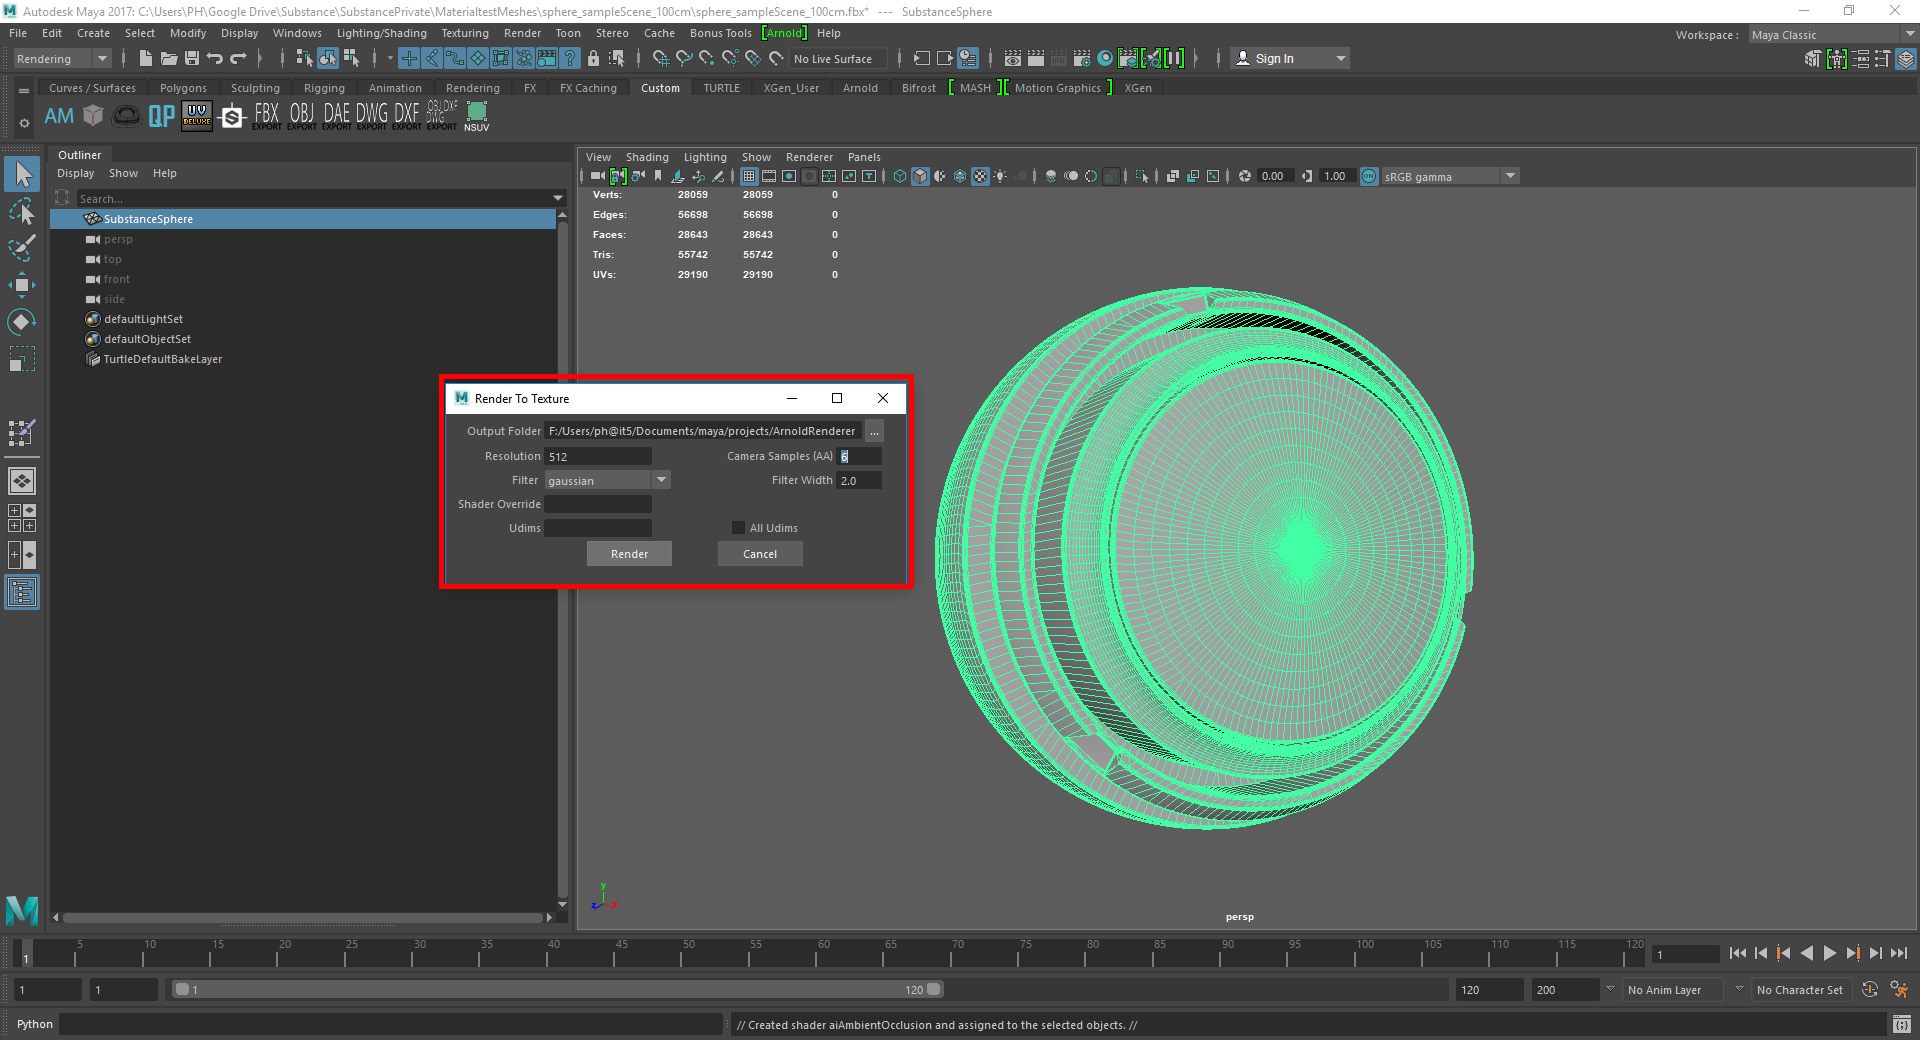 Autodesk Maya 2017: C:\Users\PH\Google Drive\Substance\SubstancePrivate\MaterialtestMeshes\sphere_sampleScene_100cm\sphere_sampleScene_100cm.fbx* --- SubstanceSphere
File Edit Create Select Modify Display Windows Lighting/Shading Texturing Render Toon Stereo Cache Bonus Tools [Arnold] Help
Workspace : Maya Classic
Rendering
No Live Surface
Sign In
Curves / Surfaces Polygons Sculpting Rigging Animation Rendering FX FX Caching Custom TURTLE XGen_User Arnold Bifrost [ MASH ] [ Motion Graphics ] XGen
AM QP UV DELUXE FBX EXPORT OBJ EXPORT DAE EXPORT DWG EXPORT DXF EXPORT OBJ DXF DWG EXPORT NSUV
Outliner
Display Show Help
Search...
SubstanceSphere
persp
top
front
side
defaultLightSet
defaultObjectSet
TurtleDefaultBakeLayer
View Shading Lighting Show Renderer Panels
0.00 1.00 ON sRGB gamma
Verts: 28059 28059 0
Edges: 56698 56698 0
Faces: 28643 28643 0
Tris: 55742 55742 0
UVs: 29190 29190 0
Render To Texture
Output Folder F:/Users/ph@it5/Documents/maya/projects/ArnoldRenderer ...
Resolution 512 Camera Samples (AA) 6
Filter gaussian Filter Width 2.0
Shader Override
Udims All Udims
Render Cancel
y
z x
persp
5 10 15 20 25 30 35 40 45 50 55 60 65 70 75 80 85 90 95 100 105 110 115 120
1 1
1 1 1 120 120 200 No Anim Layer No Character Set
Python // Created shader aiAmbientOcclusion and assigned to the selected objects. //